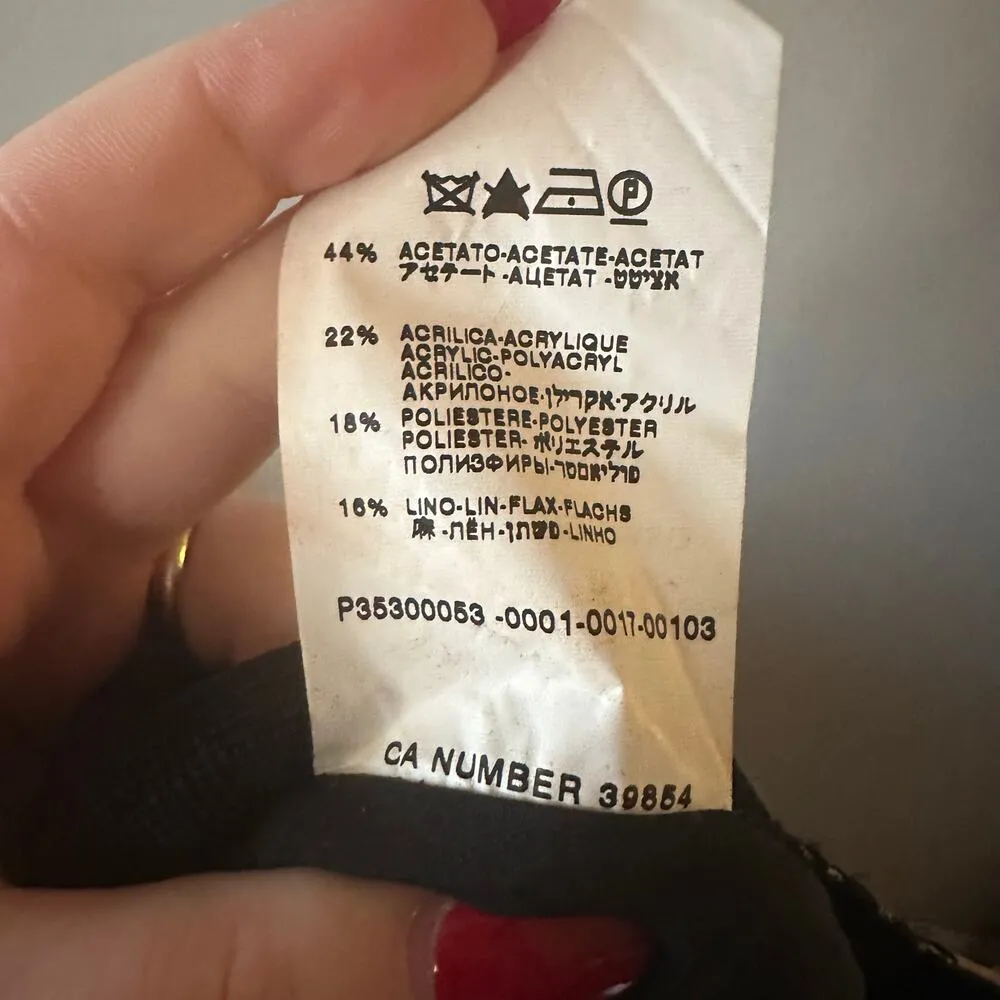 44% ACETATO-ACETATE-ACETAT
アセテート-АЦЕТАТ-אציטט
22% ACRILICA-ACRYLIQUE
ACRYLIC-POLYACRYL
ACRILICO-
АКРИЛОНОЕ-אקרילן-アクリル
18% POLIESTERE-POLYESTER
POLIESTER-ポリエステル
ПОЛИЗФИРЫ-פוליאסטר
16% LINO-LIN-FLAX-FLACHS
麻-ЛЁН-פשתן-LINHO
P35300053 -0001-0017-00103
CA NUMBER 39854